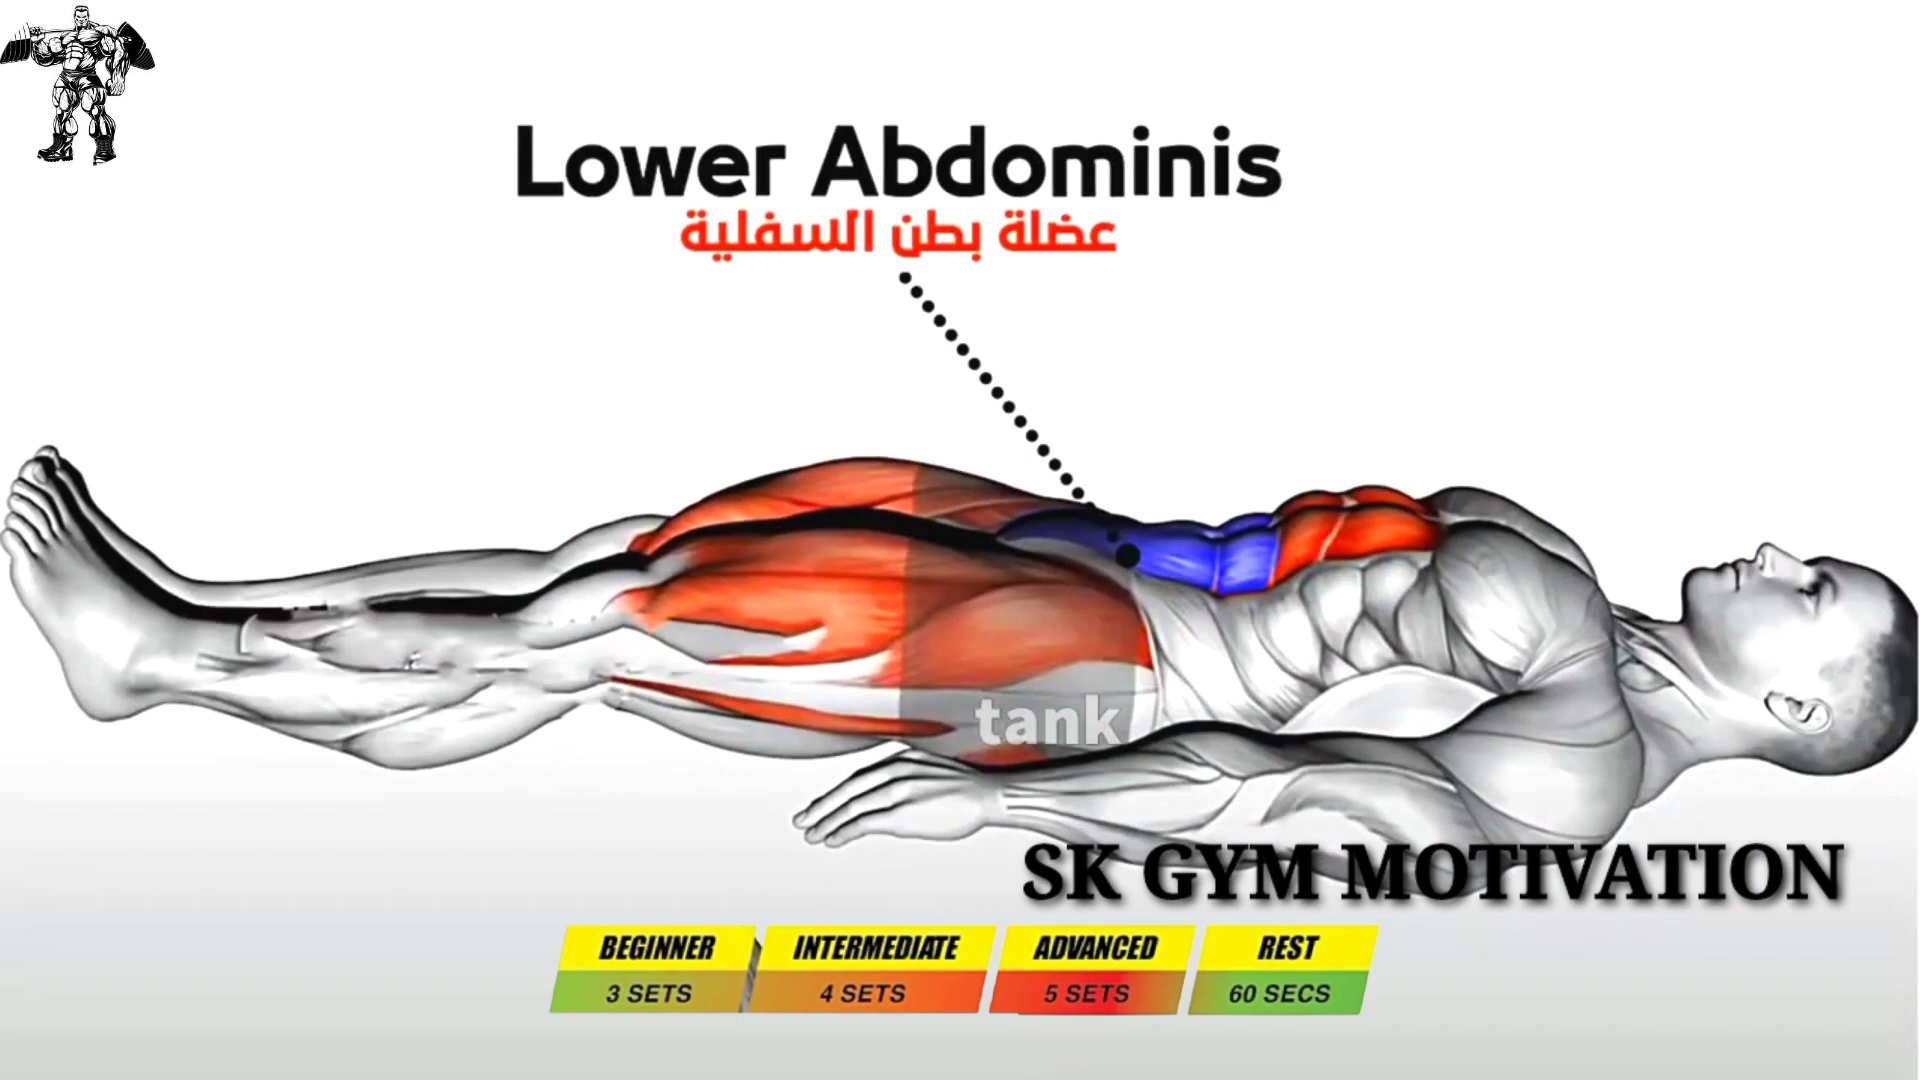 Lower Abdominis
عضلة بطن السفلية
tank
SK GYM MOTIVATION
BEGINNER INTERMEDIATE ADVANCED REST
3 SETS 4 SETS 5 SETS 60 SECS